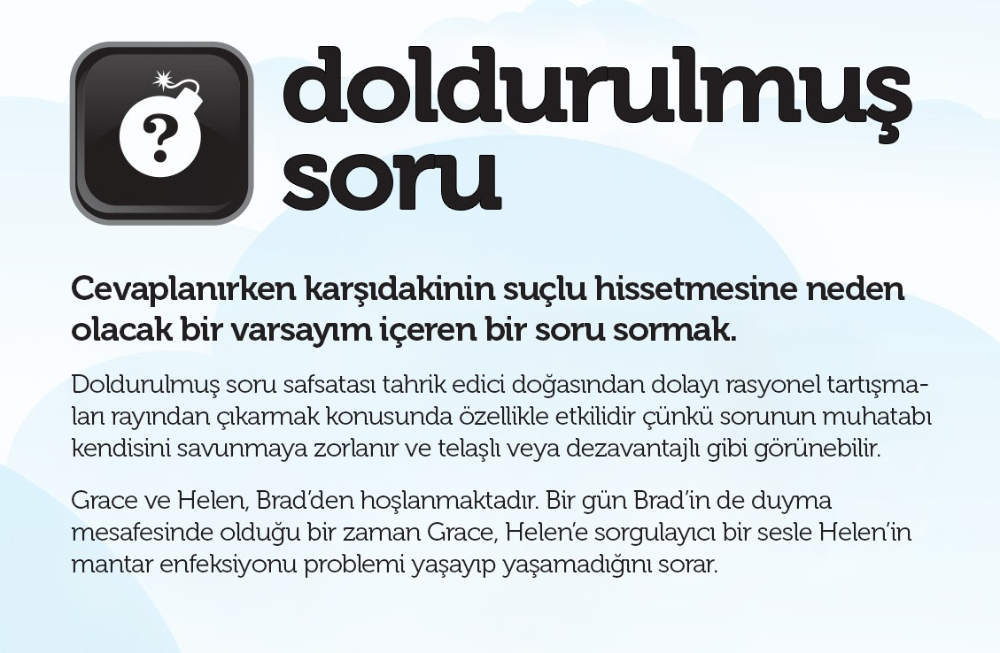 ?
doldurulmuş
soru
Cevaplanırken karşıdakinin suçlu hissetmesine neden
olacak bir varsayım içeren bir soru sormak.
Doldurulmuş soru safsatası tahrik edici doğasından dolayı rasyonel tartışma-
ları rayından çıkarmak konusunda özellikle etkilidir çünkü sorunun muhatabı
kendisini savunmaya zorlanır ve telaşlı veya dezavantajlı gibi görünebilir.
Grace ve Helen, Brad’den hoşlanmaktadır. Bir gün Brad’in de duyma
mesafesinde olduğu bir zaman Grace, Helen’e sorgulayıcı bir sesle Helen’in
mantar enfeksiyonu problemi yaşayıp yaşamadığını sorar.